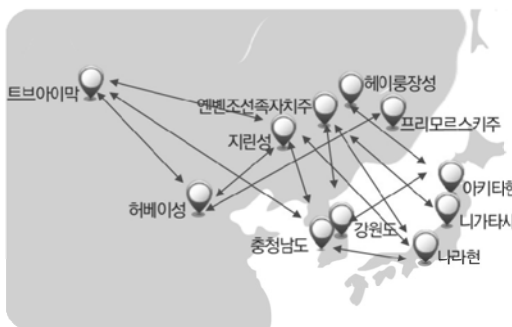 헤이룽장성
트브아이막
옌벤조선족자치주
프리모르스키주
지린성
아키타현
허베이성
니가타시
강원도
충청남도
나라현